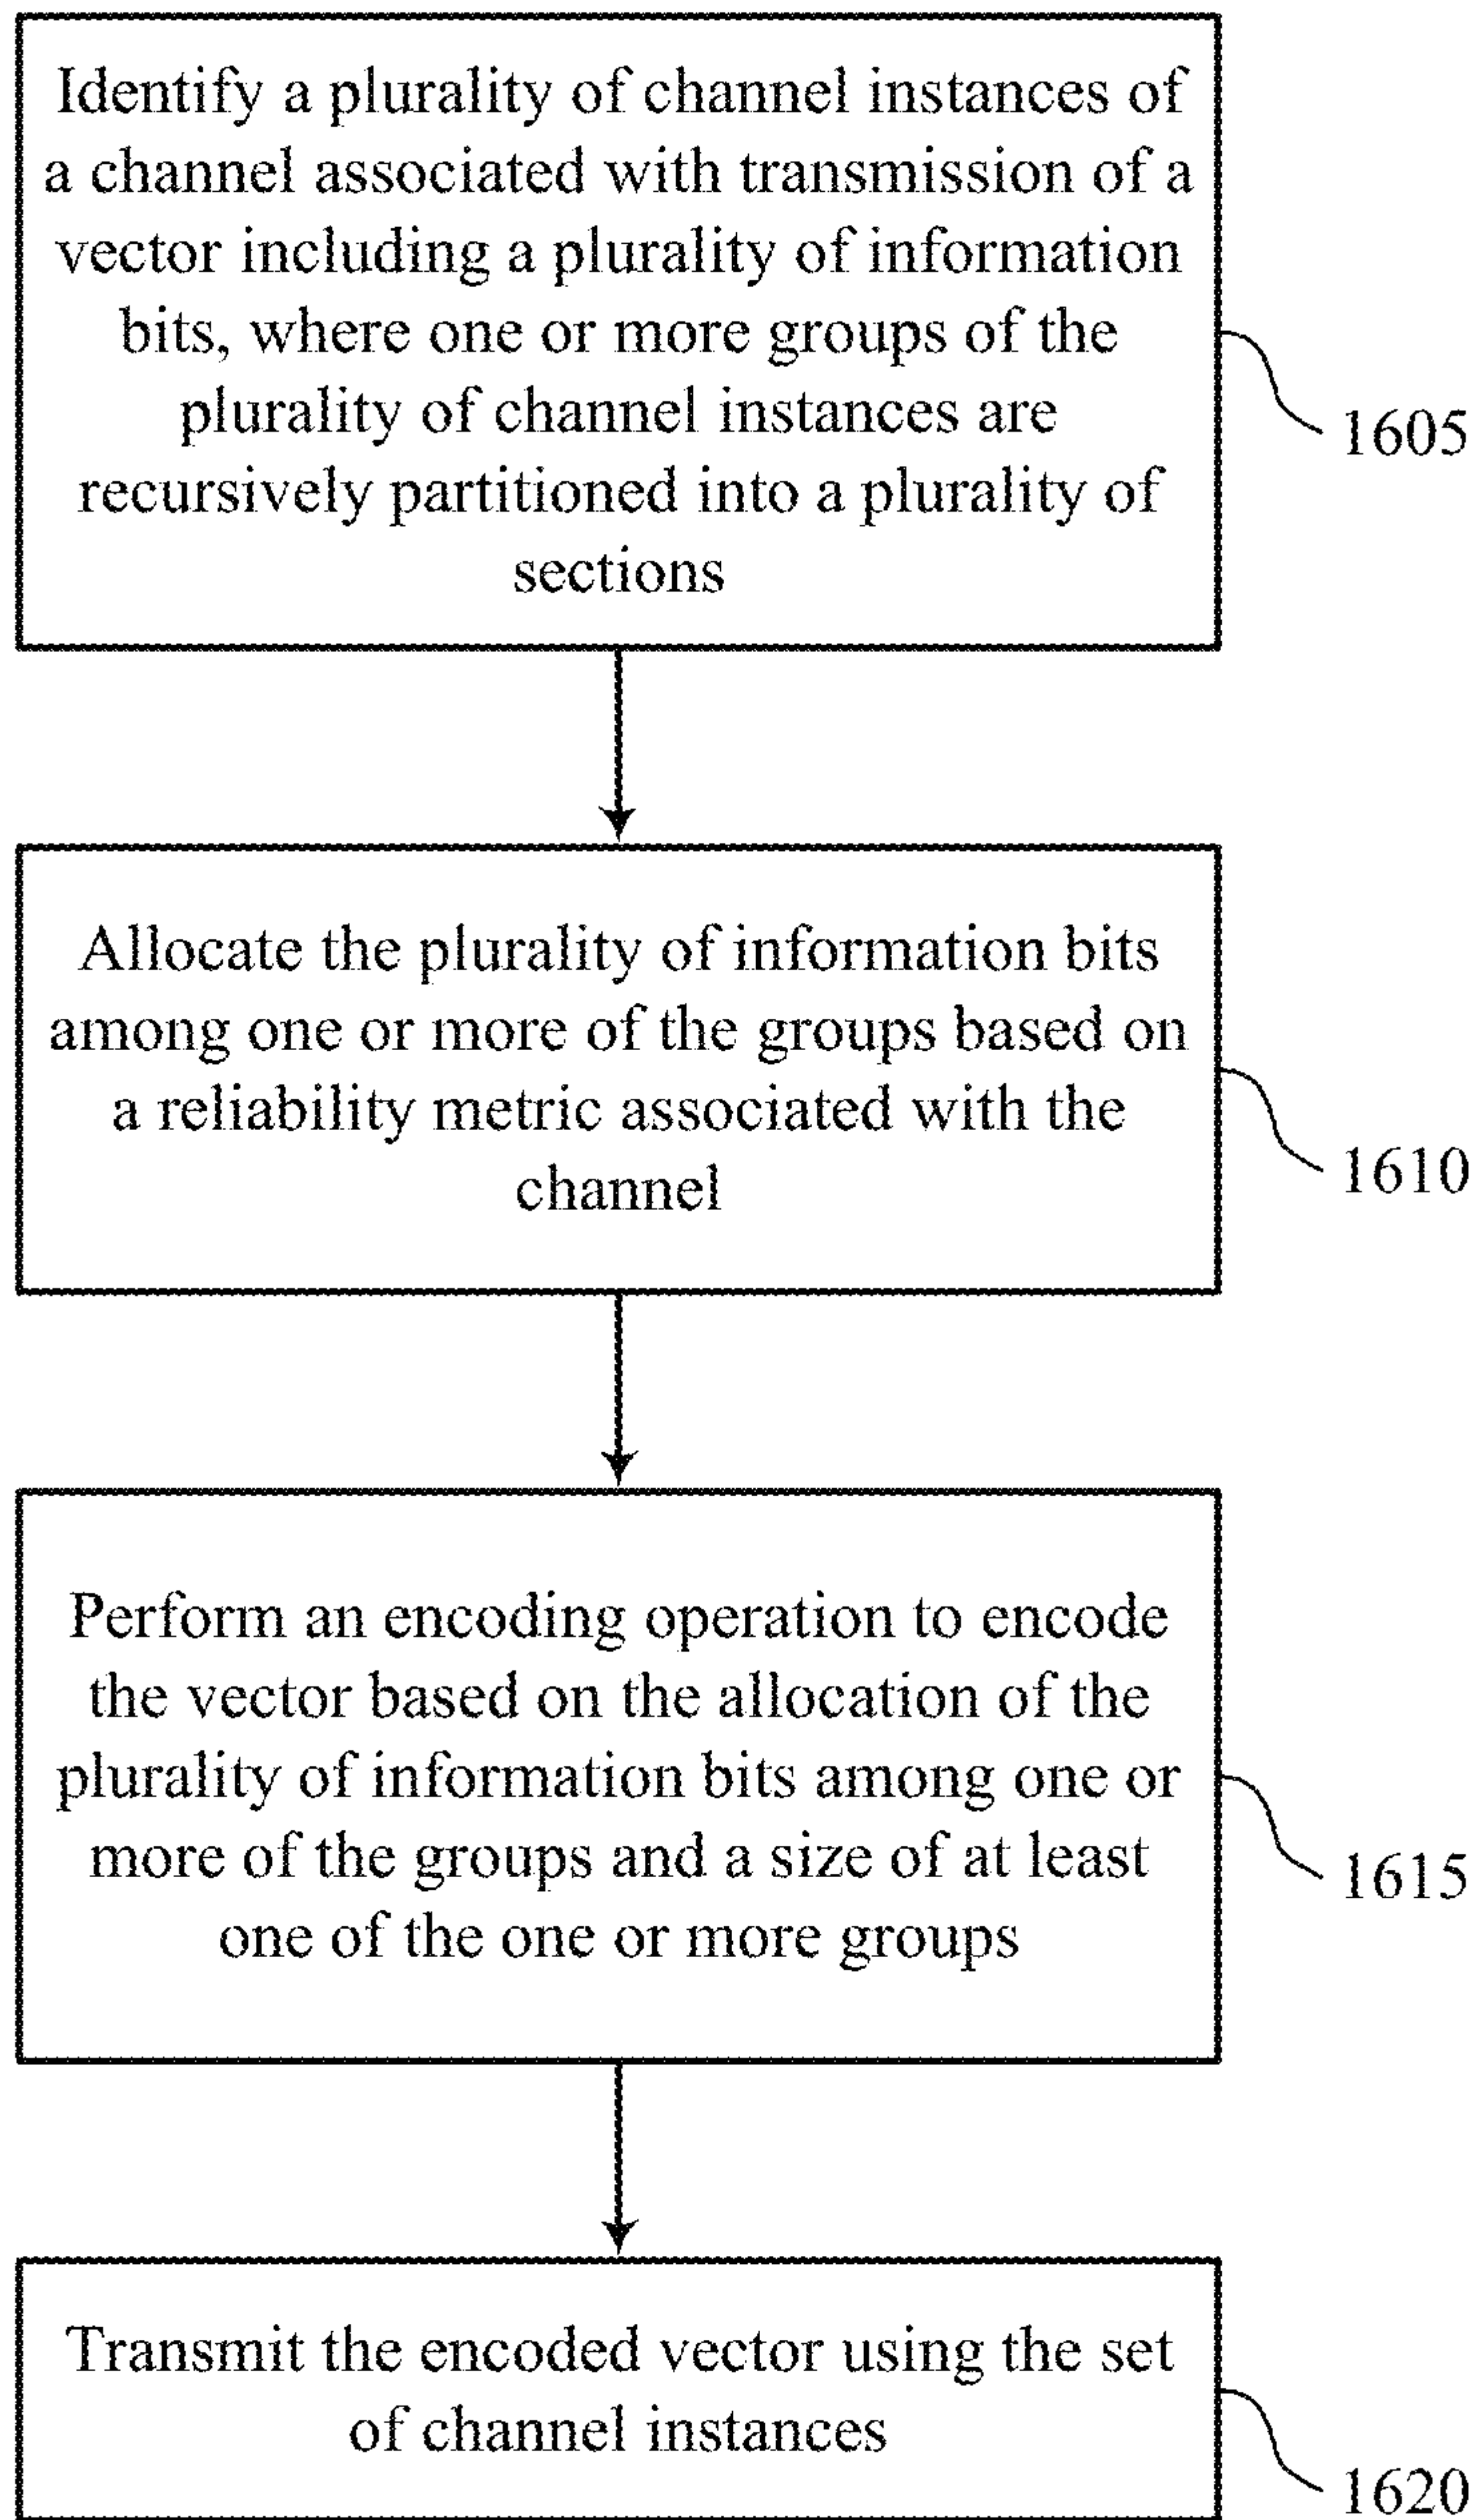 Identify a plurality of channel instances of
a channel associated with transmission of a
vector including a plurality of information
bits, where one or more groups of the
plurality of channel instances are
recursively partitioned into a plurality of
sections
1605
Allocate the plurality of information bits
among one or more of the groups based on
a reliability metric associated with the
channel
1610
Perform an encoding operation to encode
the vector based on the allocation of the
plurality of information bits among one or
more of the groups and a size of at least
one of the one or more groups
1615
Transmit the encoded vector using the set
of channel instances
1620